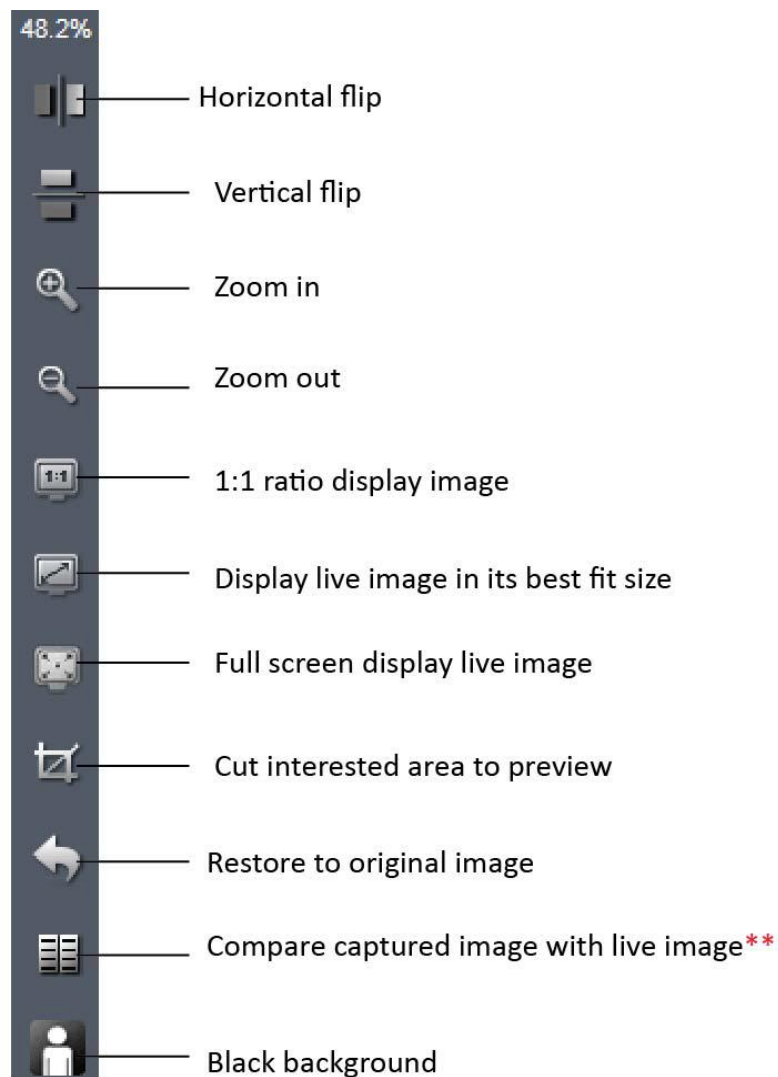 48.2%
Horizontal flip
Vertical flip
Zoom in
Zoom out
1:1
1:1 ratio display image
Display live image in its best fit size
Full screen display live image
Cut interested area to preview
Restore to original image
Compare captured image with live image**
Black background